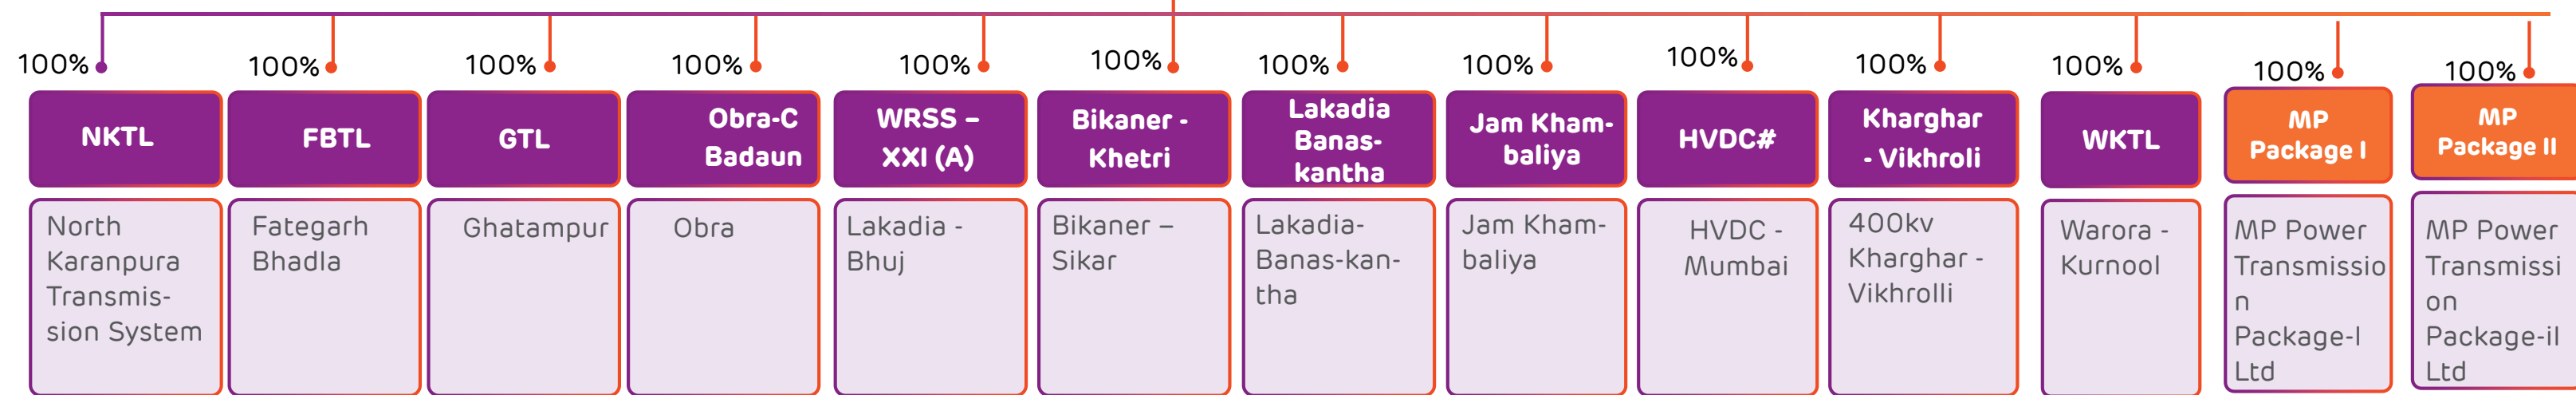 100%
100%
100%
100%
100%
100%
100%
100%
100%
100%
100%
100%
100%
NKTL
FBTL
GTL
Obra-C
Badaun
WRSS –
XXI (A)
Bikaner -
Khetri
Lakadia
Banas-
kantha
Jam Kham-
baliya
HVDC#
Kharghar
- Vikhroli
WKTL
MP
Package I
MP
Package II
North
Karanpura
Transmis-
sion System
Fategarh
Bhadla
Ghatampur
Obra
Lakadia -
Bhuj
Bikaner –
Sikar
Lakadia-
Banas-kan-
tha
Jam Kham-
baliya
HVDC -
Mumbai
400kv
Kharghar -
Vikhrolli
Warora -
Kurnool
MP Power
Transmissio
n
Package-I
Ltd
MP Power
Transmissi
on
Package-iI
Ltd